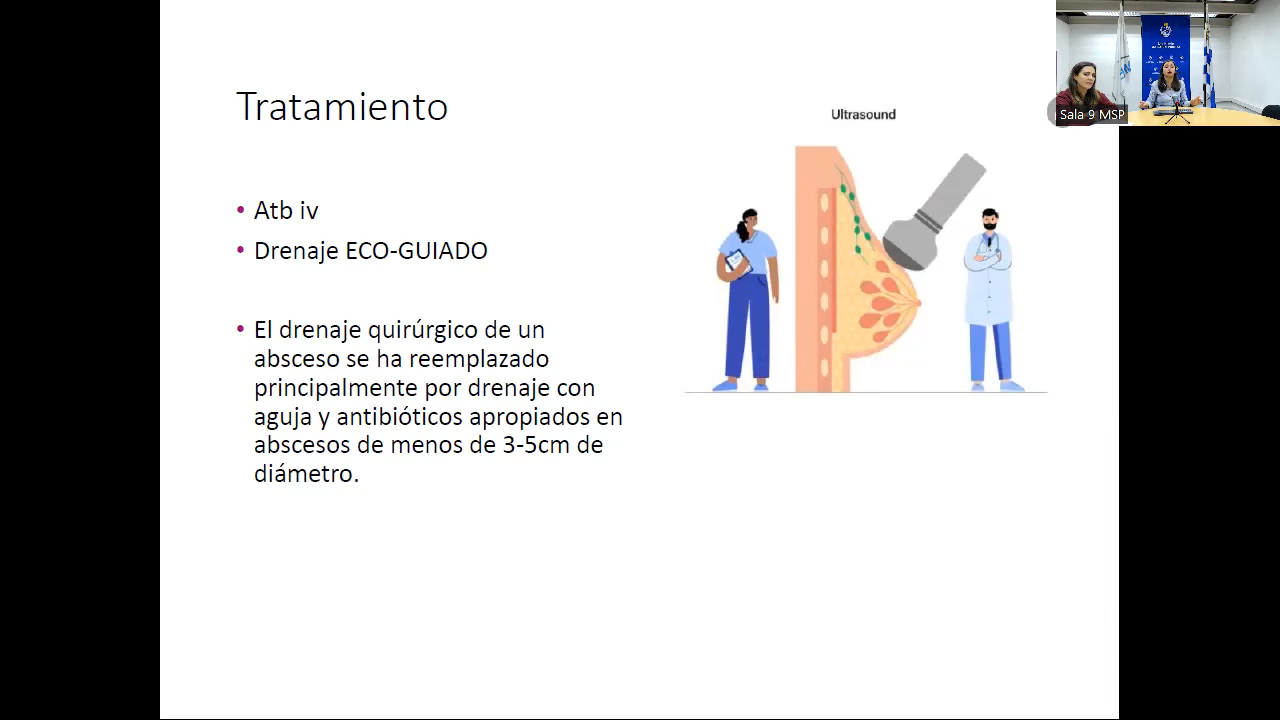 Tratamiento
• Atb iv
• Drenaje ECO-GUIADO
• El drenaje quirúrgico de un
absceso se ha reemplazado
principalmente por drenaje con
aguja y antibióticos apropiados en
abscesos de menos de 3-5cm de
diámetro.
Ultrasound
Sala 9 MSP